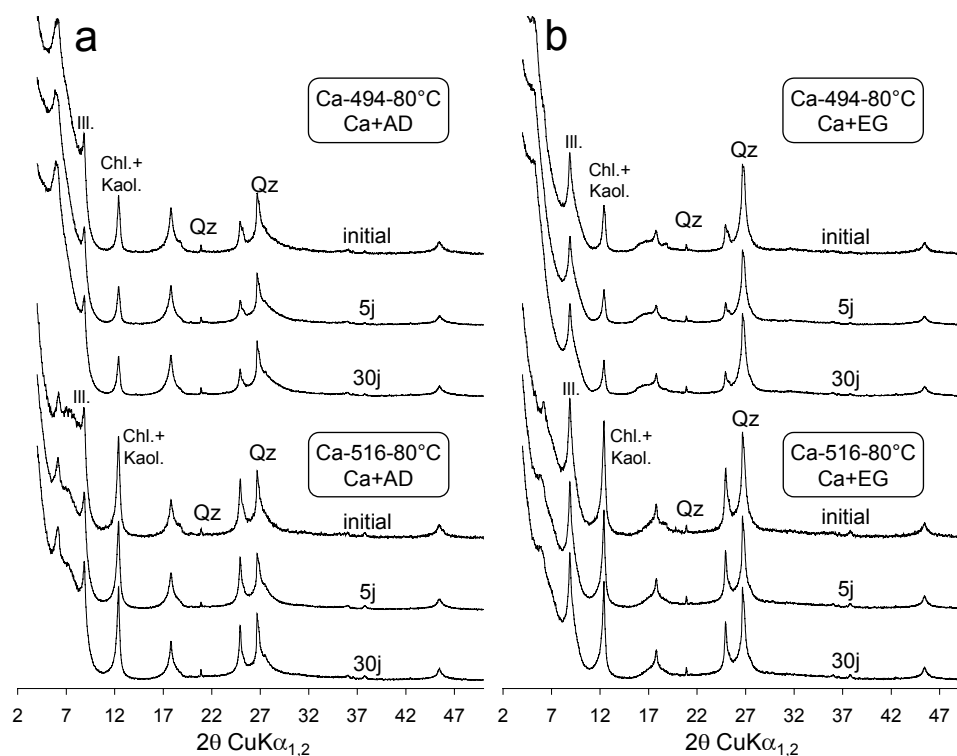 a
Ca-494-80°C
Ca+AD
Ill.
Chl.+
Kaol.
Qz
Qz
initial
5j
30j
Ill.
Chl.+
Kaol.
Qz
Qz
Ca-516-80°C
Ca+AD
initial
5j
30j
2 7 12 17 22 27 32 37 42 47
2θ CuKα1,2
b
Ca-494-80°C
Ca+EG
Ill.
Chl.+
Kaol.
Qz
Qz
initial
5j
30j
Ill.
Chl.+
Kaol.
Qz
Qz
Ca-516-80°C
Ca+EG
initial
5j
30j
2 7 12 17 22 27 32 37 42 47
2θ CuKα1,2